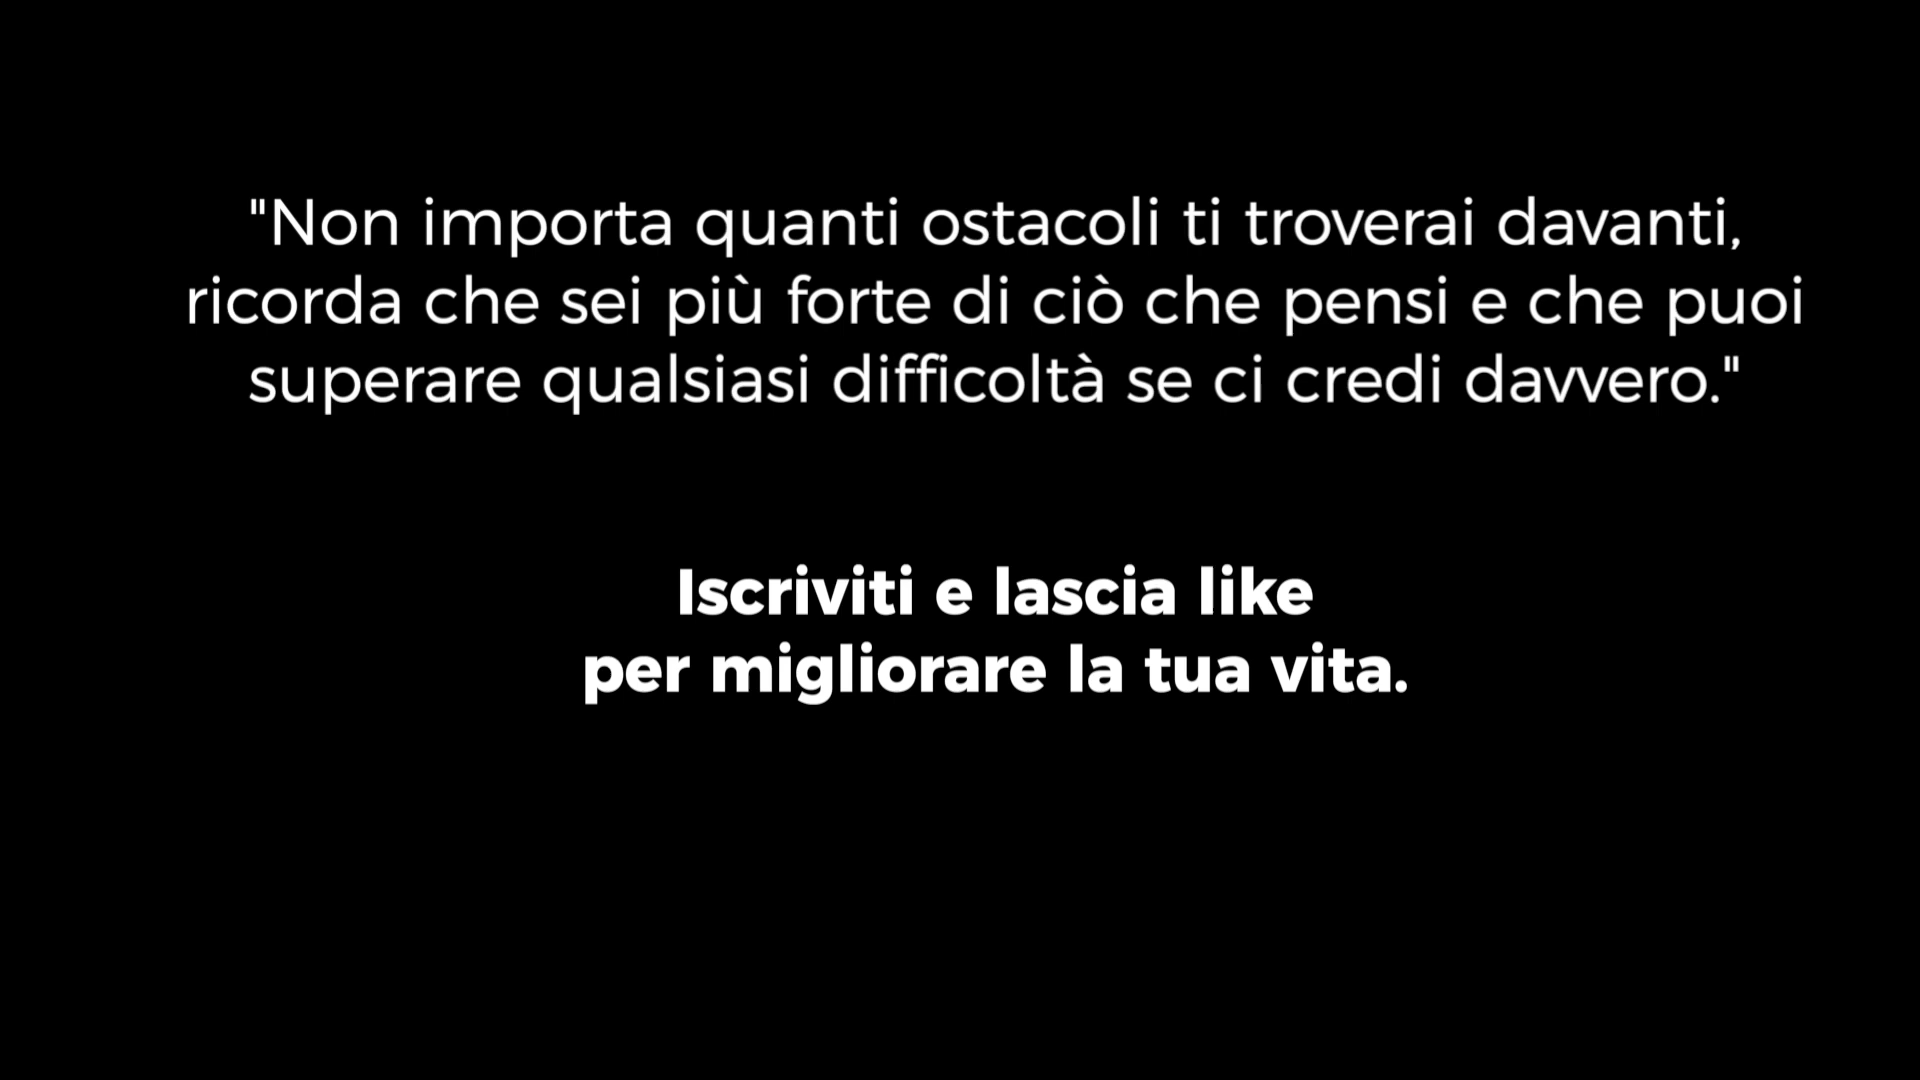 "Non importa quanti ostacoli ti troverai davanti,
ricorda che sei più forte di ciò che pensi e che puoi
superare qualsiasi difficoltà se ci credi davvero."
Iscriviti e lascia like
per migliorare la tua vita.